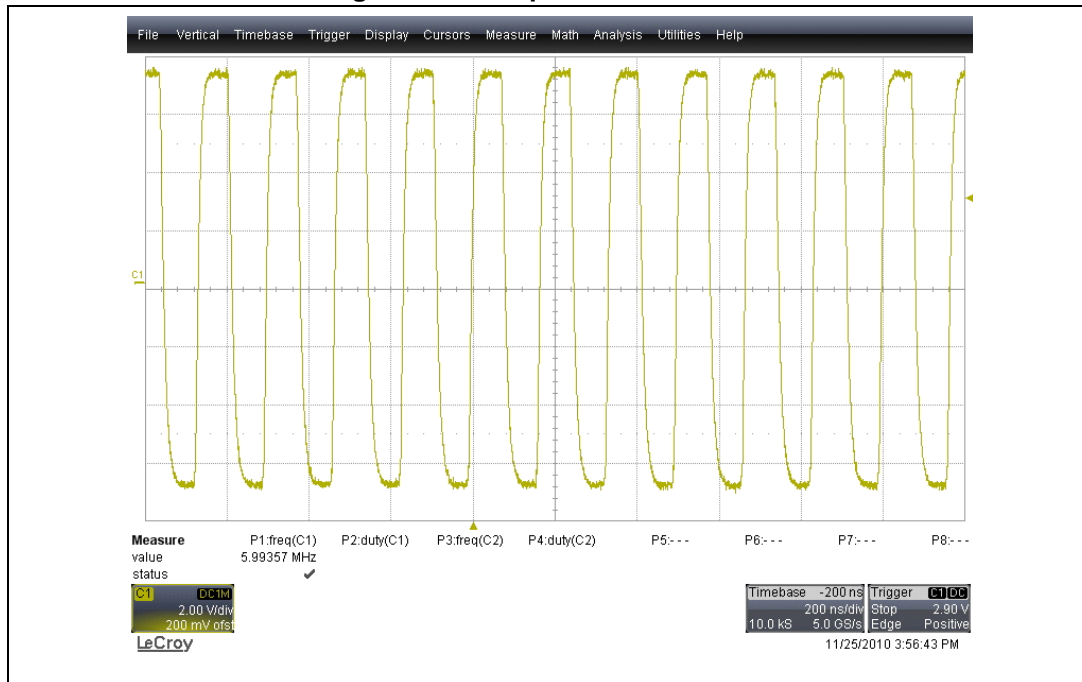 File Vertical Timebase Trigger Display Cursors Measure Math Analysis Utilities Help
C1
Measure P1:freq(C1) P2:duty(C1) P3:freq(C2) P4:duty(C2) P5:- - - P6:- - - P7:- - - P8:- - -
value 5.99357 MHz
status
C1 DC1M
2.00 V/div
200 mV ofst
Timebase -200 ns
200 ns/div
10.0 kS 5.0 GS/s
Trigger C1 DC
Stop 2.90 V
Edge Positive
LeCroy
11/25/2010 3:56:43 PM